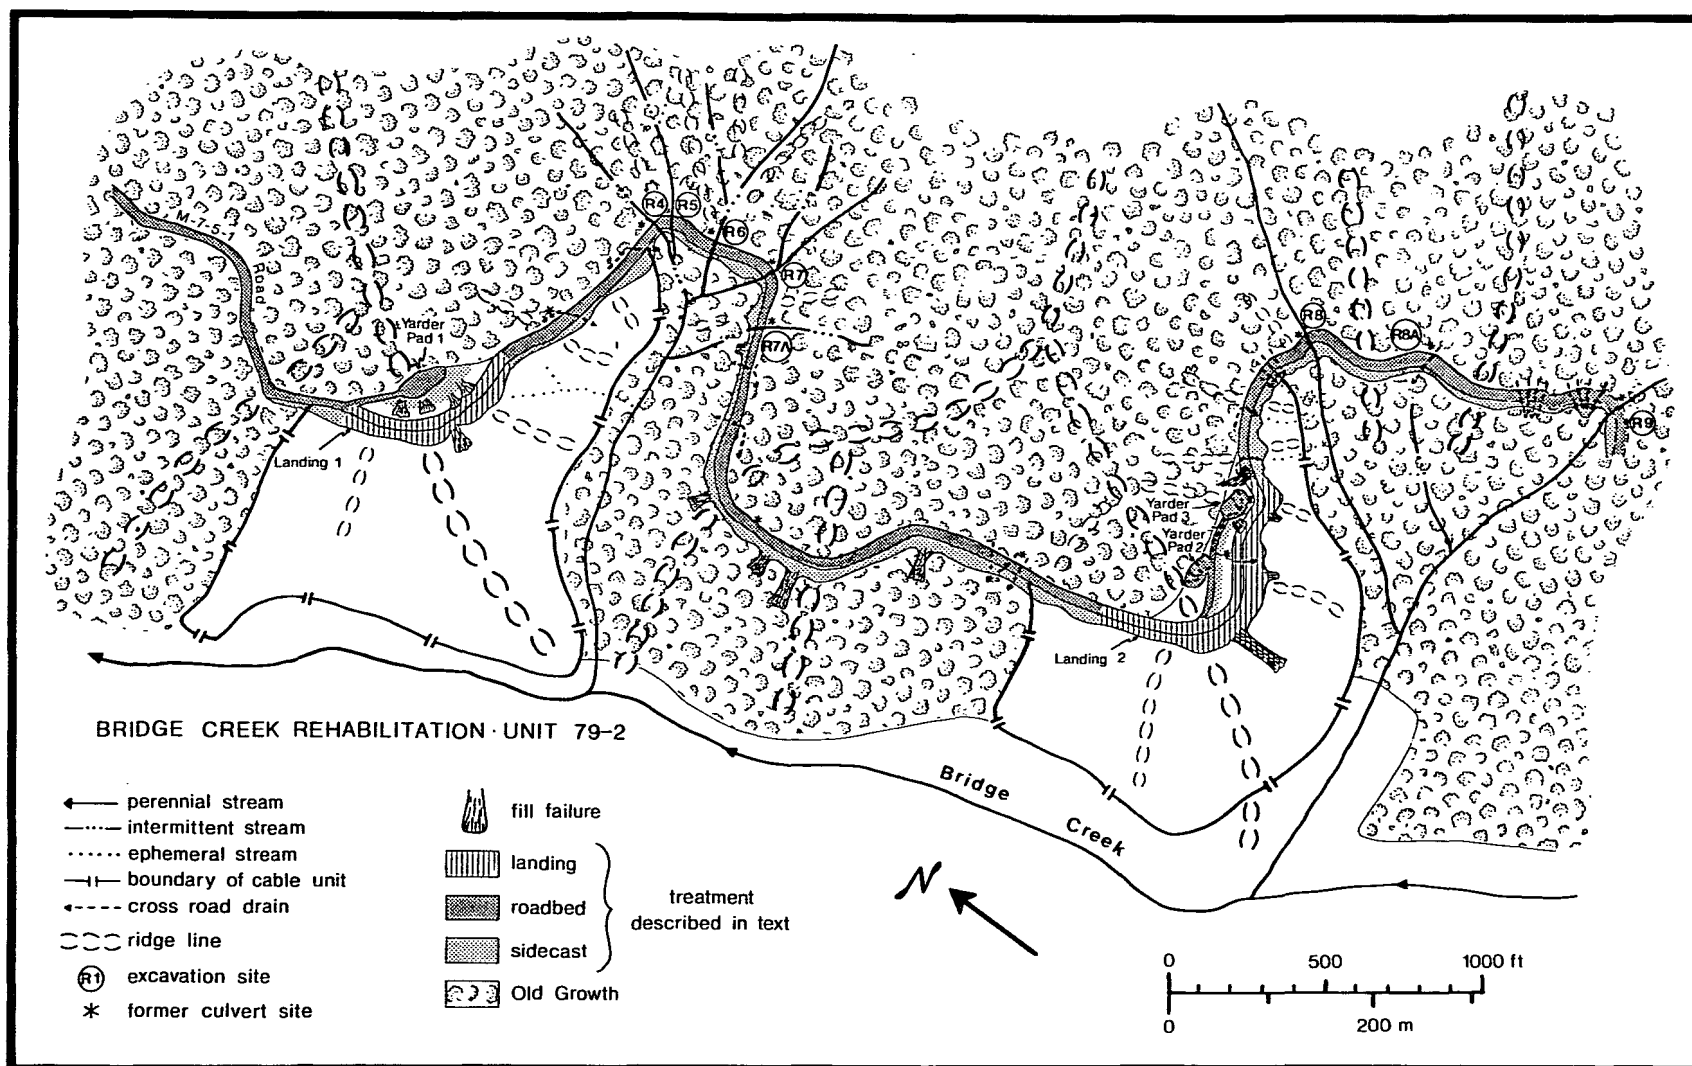 M-7-5-1
Road
Yarder
Pad 1
Landing 1
R4
R5
R6
R7
R7A
Yarder
Pad 3
Yarder
Pad 2
Landing 2
R8
R8A
R9
Bridge
Creek
BRIDGE CREEK REHABILITATION · UNIT 79-2
perennial stream
intermittent stream
ephemeral stream
boundary of cable unit
cross road drain
ridge line
R1 excavation site
* former culvert site
fill failure
landing
roadbed
sidecast
Old Growth
treatment
described in text
N
0 500 1000 ft
0 200 m